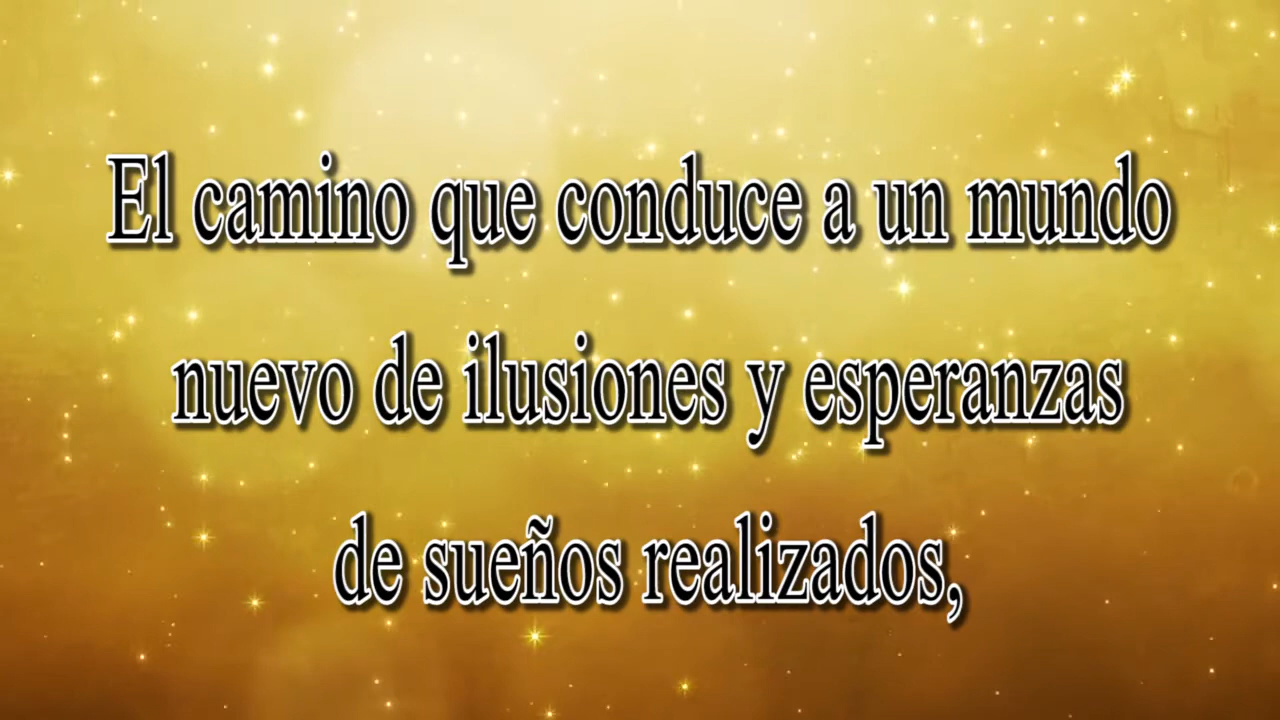 El camino que conduce a un mundo
nuevo de ilusiones y esperanzas
de sueños realizados,